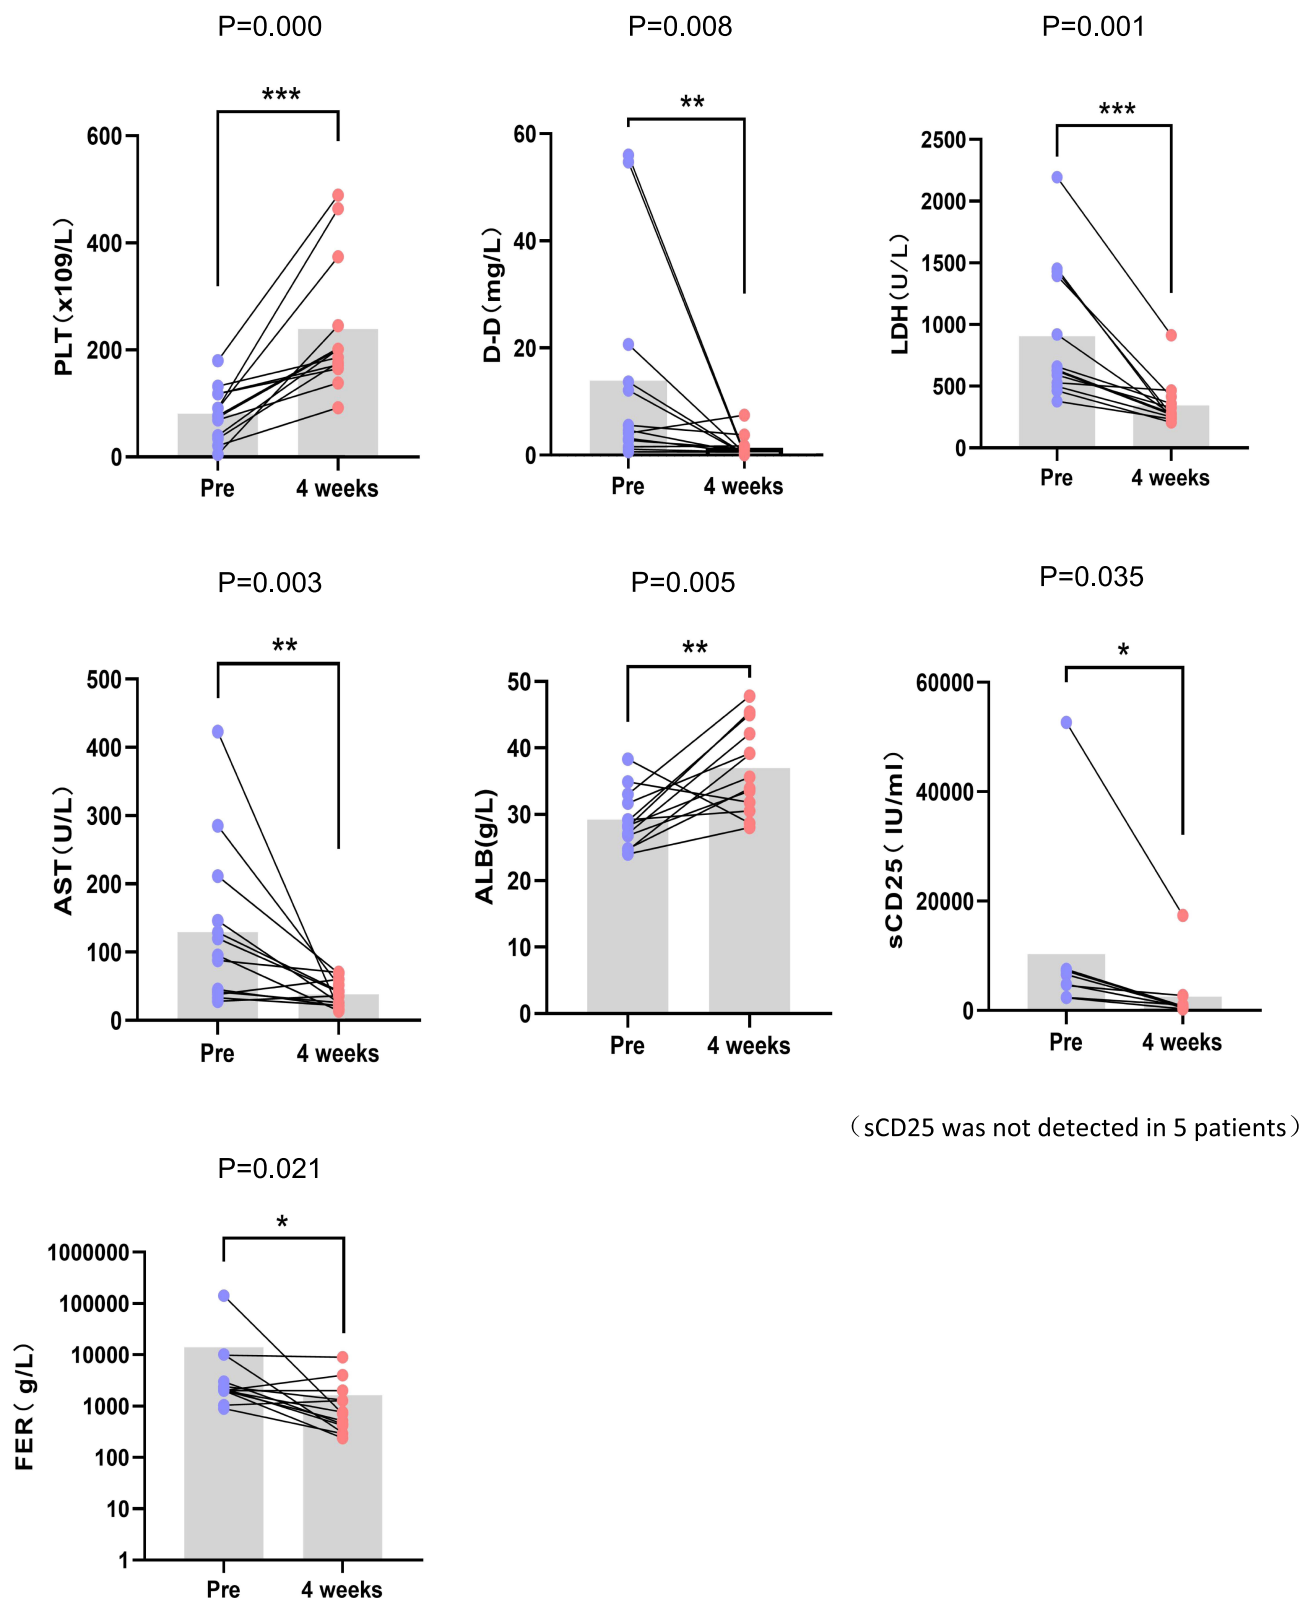 P=0.000
P=0.008
P=0.001
***
**
***
PLT（x109/L）
600
400
200
0
Pre
4 weeks
D-D（mg/L）
60
40
20
0
Pre
4 weeks
LDH（U/L）
2500
2000
1500
1000
500
0
Pre
4 weeks
P=0.003
P=0.005
P=0.035
**
**
*
AST（U/L）
500
400
300
200
100
0
Pre
4 weeks
ALB(g/L)
50
40
30
20
10
0
Pre
4 weeks
sCD25（ IU/ml）
60000
40000
20000
0
Pre
4 weeks
（sCD25 was not detected in 5 patients）
P=0.021
*
FER（ g/L）
1000000
100000
10000
1000
100
10
1
Pre
4 weeks